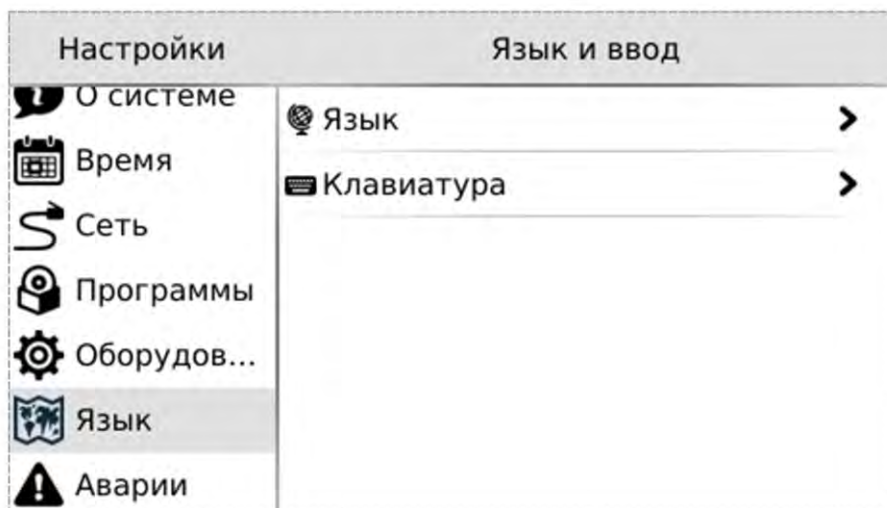 Настройки
Язык и ввод
О системе
Время
Сеть
Программы
Оборудов...
Язык
Аварии
Язык
Клавиатура